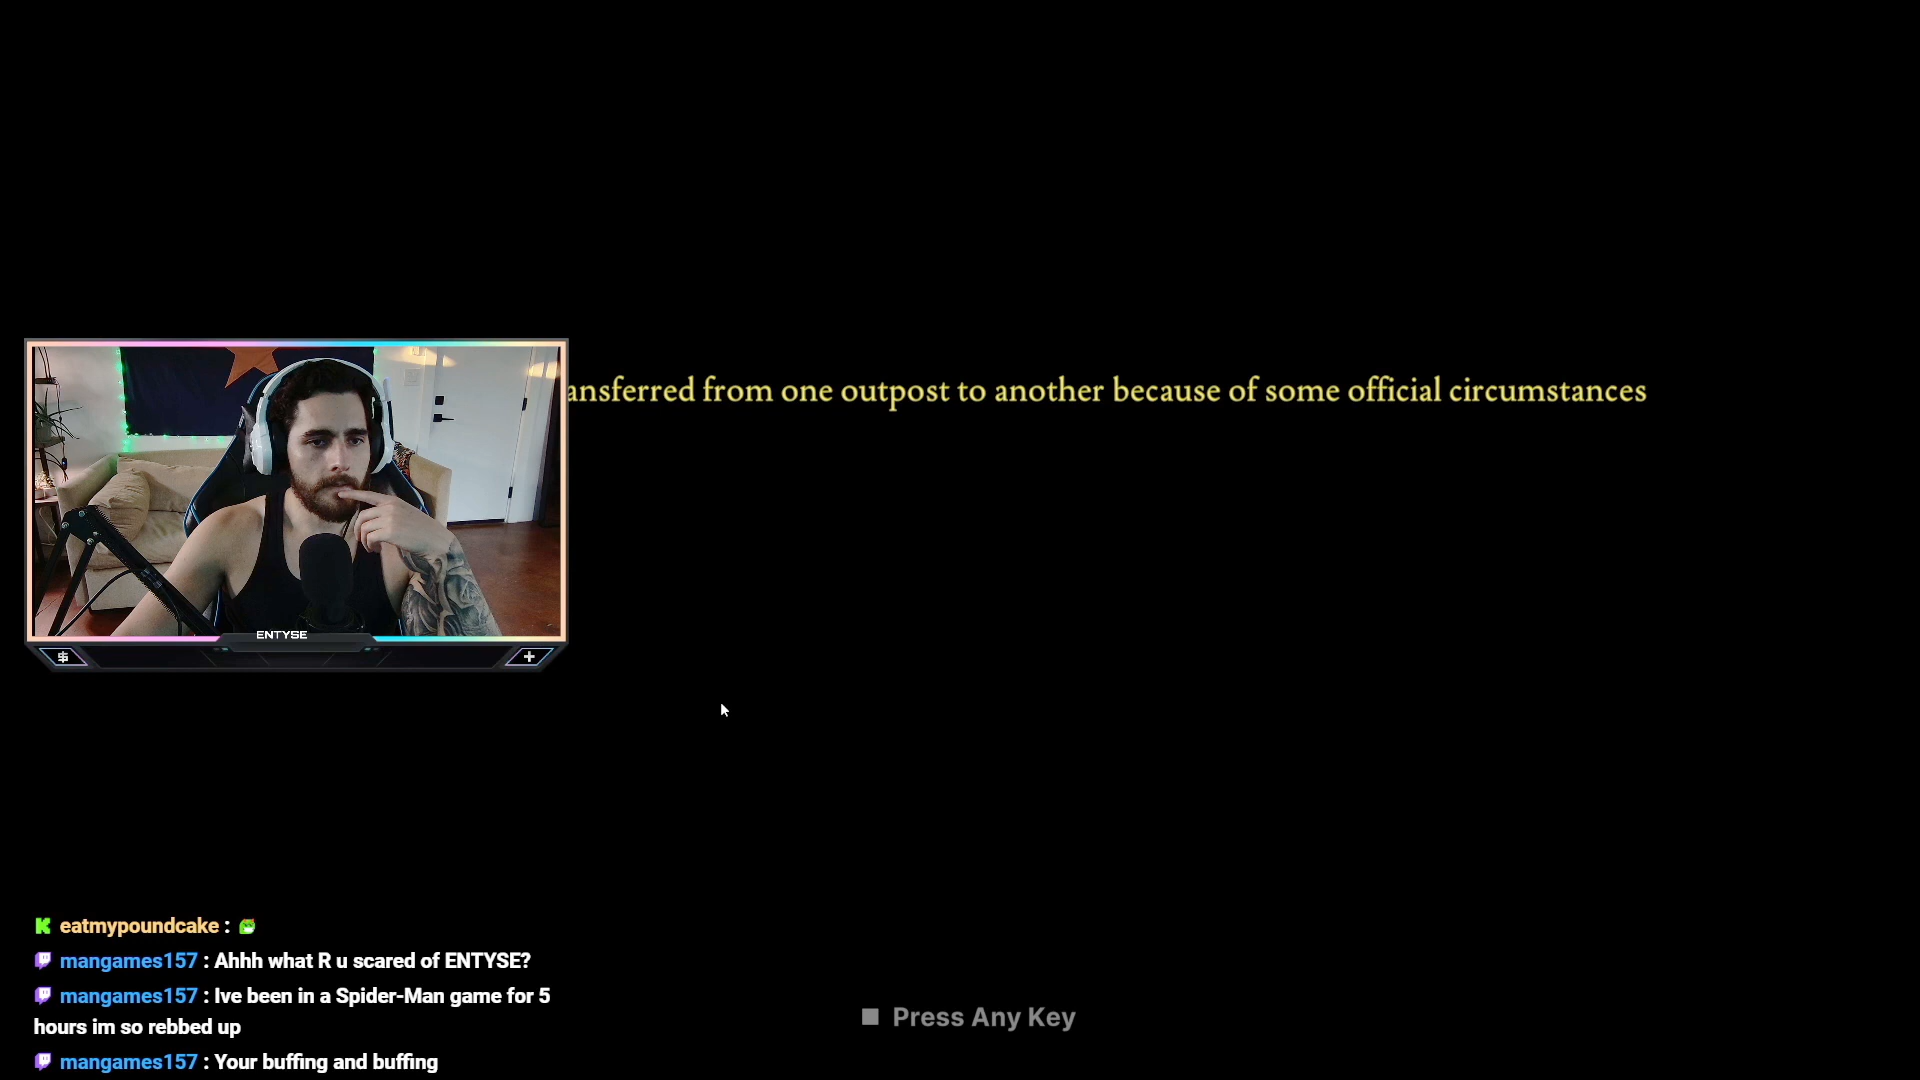 ansferred from one outpost to another because of some official circumstances
ENTYSE
eatmypoundcake :
mangames157 : Ahhh what R u scared of ENTYSE?
mangames157 : Ive been in a Spider-Man game for 5
hours im so rebbed up
mangames157 : Your buffing and buffing
Press Any Key